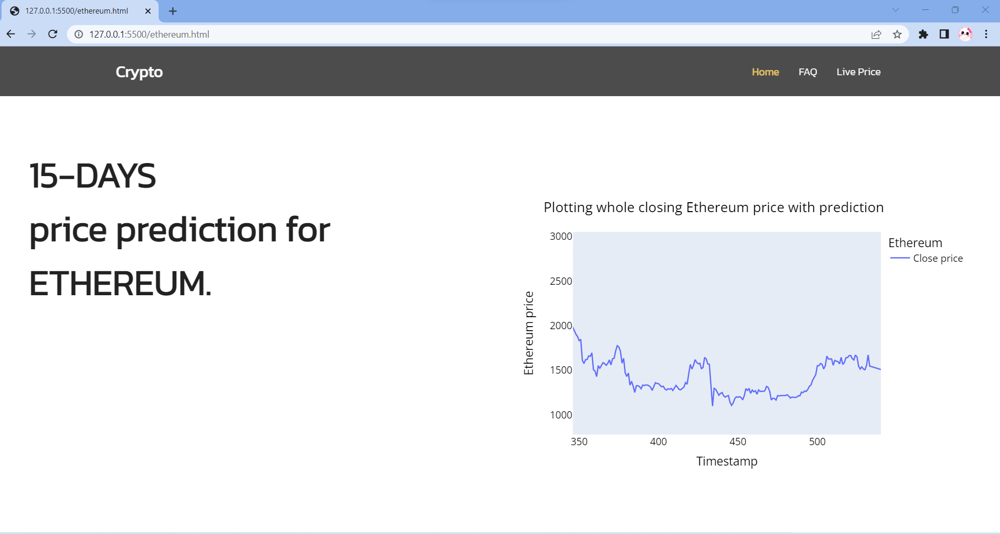 127.0.0.1:5500/ethereum.html
127.0.0.1:5500/ethereum.html
Crypto
Home FAQ Live Price
15-DAYS
price prediction for
ETHEREUM.
Plotting whole closing Ethereum price with prediction
3000
2500
2000
1500
1000
Ethereum price
350 400 450 500
Timestamp
Ethereum
Close price